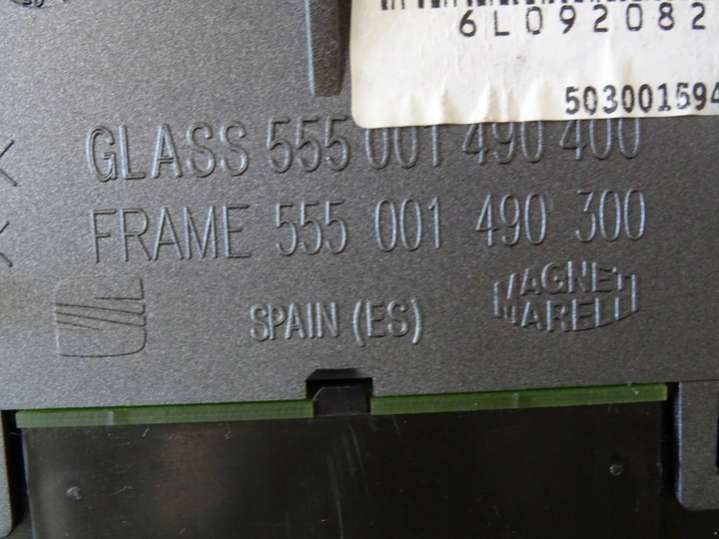 6L092082
503001594
GLASS 555 001 490 400
FRAME 555 001 490 300
SPAIN (ES)
MAGNETI
MARELLI